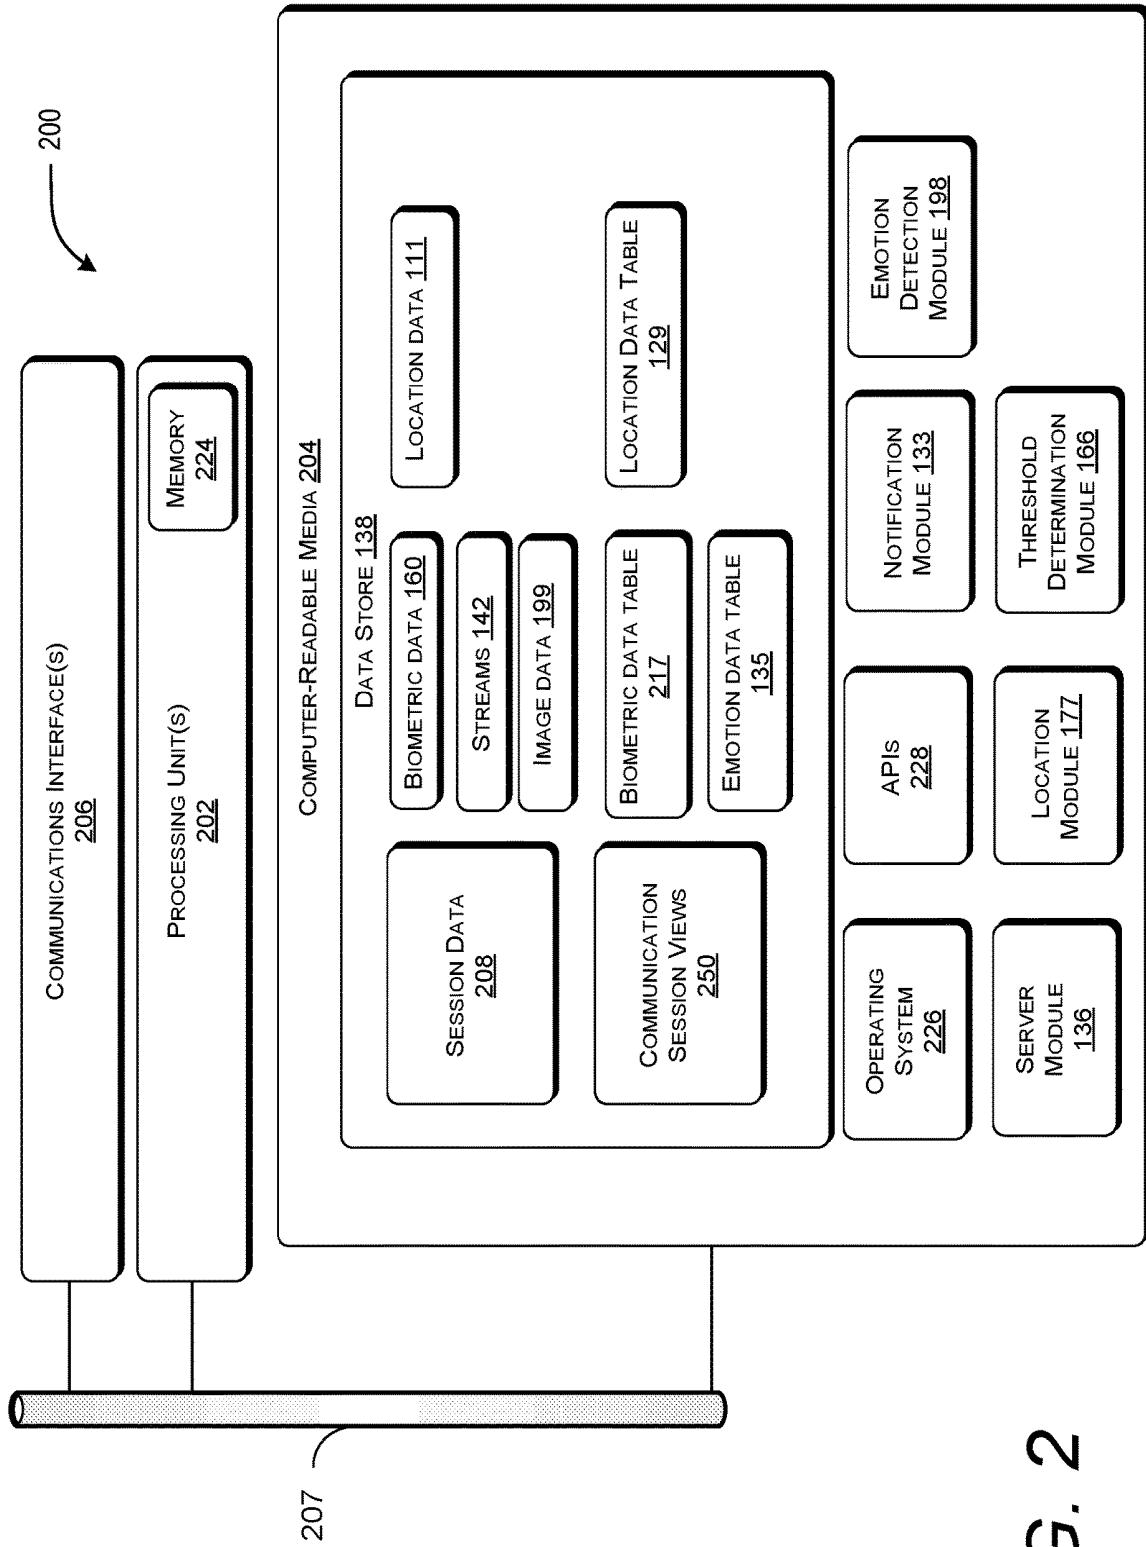 200
COMMUNICATIONS INTERFACE(S)
206
PROCESSING UNIT(S)
202
MEMORY
224
COMPUTER-READABLE MEDIA 204
DATA STORE 138
SESSION DATA
208
BIOMETRIC DATA 160
STREAMS 142
IMAGE DATA 199
LOCATION DATA 111
COMMUNICATION
SESSION VIEWS
250
BIOMETRIC DATA TABLE
217
EMOTION DATA TABLE
135
LOCATION DATA TABLE
129
OPERATING
SYSTEM
226
APIS
228
NOTIFICATION
MODULE 133
EMOTION
DETECTION
MODULE 198
SERVER
MODULE
136
LOCATION
MODULE 177
THRESHOLD
DETERMINATION
MODULE 166
207
G. 2